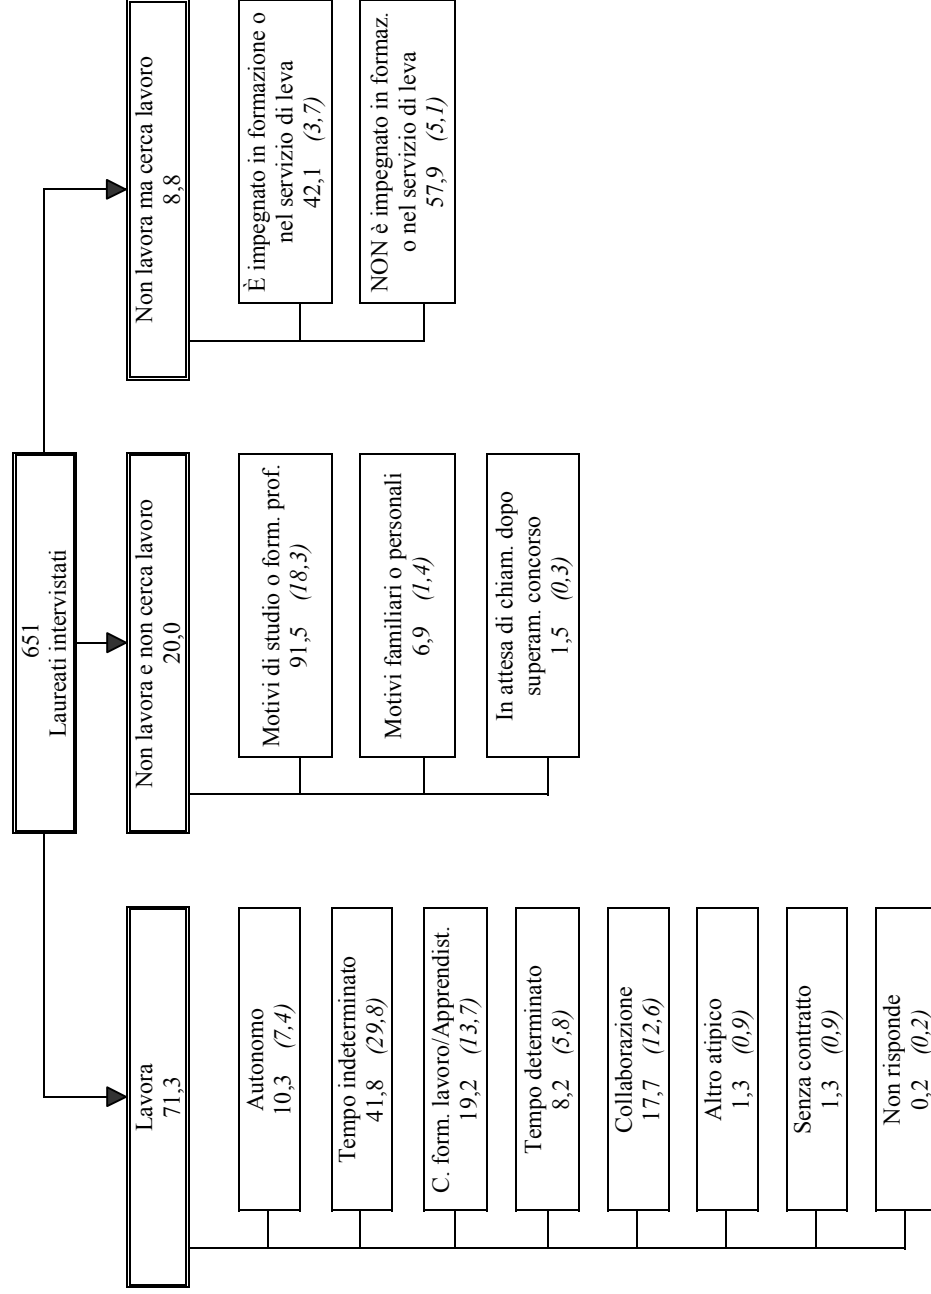 651
Laureati intervistati
Lavora
71,3
Autonomo
10,3 (7,4)
Tempo indeterminato
41,8 (29,8)
C. form. lavoro/Apprendist.
19,2 (13,7)
Tempo determinato
8,2 (5,8)
Collaborazione
17,7 (12,6)
Altro atipico
1,3 (0,9)
Senza contratto
1,3 (0,9)
Non risponde
0,2 (0,2)
Non lavora e non cerca lavoro
20,0
Motivi di studio o form. prof.
91,5 (18,3)
Motivi familiari o personali
6,9 (1,4)
In attesa di chiam. dopo
superam. concorso
1,5 (0,3)
Non lavora ma cerca lavoro
8,8
È impegnato in formazione o
nel servizio di leva
42,1 (3,7)
NON è impegnato in formaz.
o nel servizio di leva
57,9 (5,1)